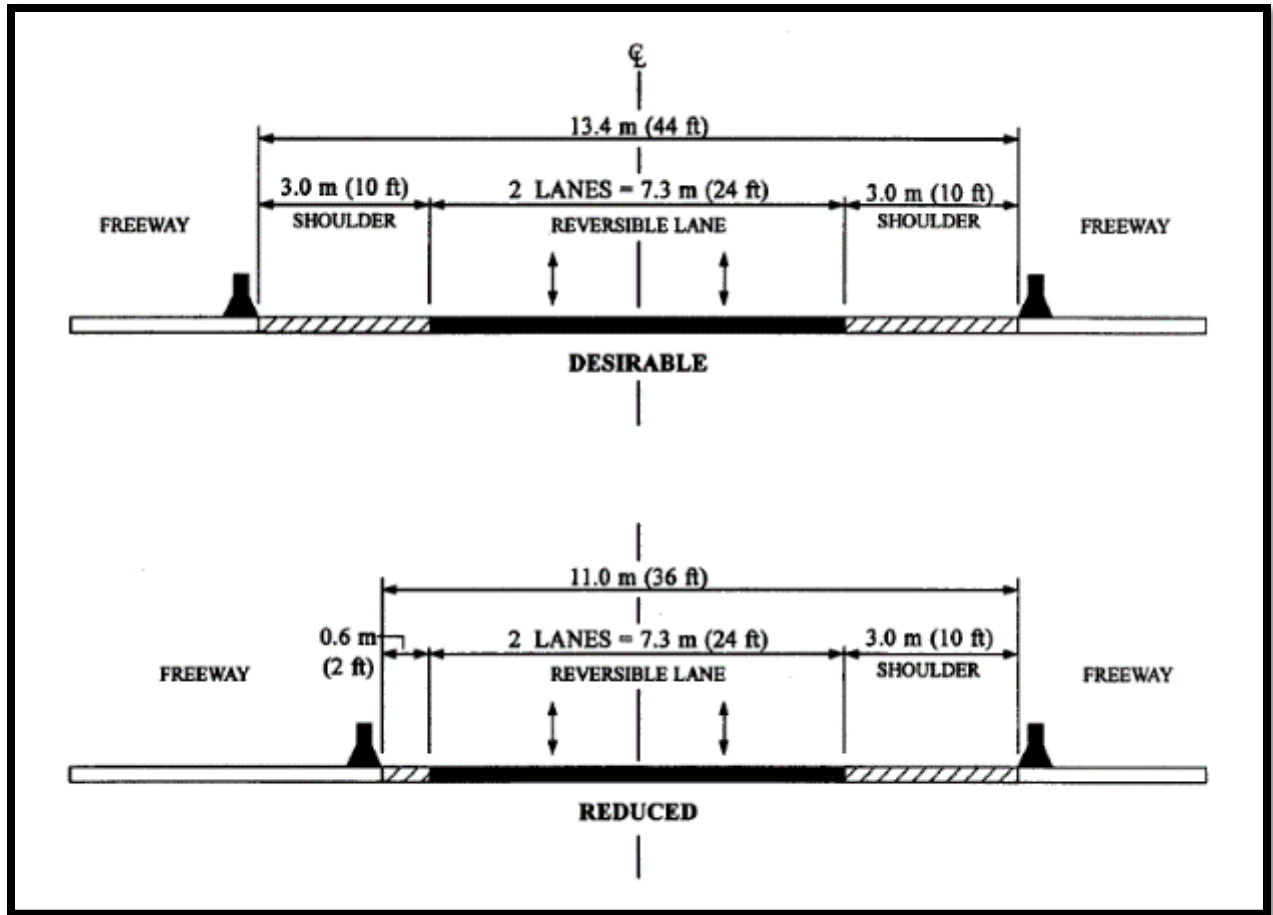 ℄
13.4 m (44 ft)
3.0 m (10 ft)
2 LANES = 7.3 m (24 ft)
3.0 m (10 ft)
FREEWAY
SHOULDER
REVERSIBLE LANE
SHOULDER
FREEWAY
DESIRABLE
11.0 m (36 ft)
0.6 m
(2 ft)
2 LANES = 7.3 m (24 ft)
3.0 m (10 ft)
FREEWAY
REVERSIBLE LANE
SHOULDER
FREEWAY
REDUCED